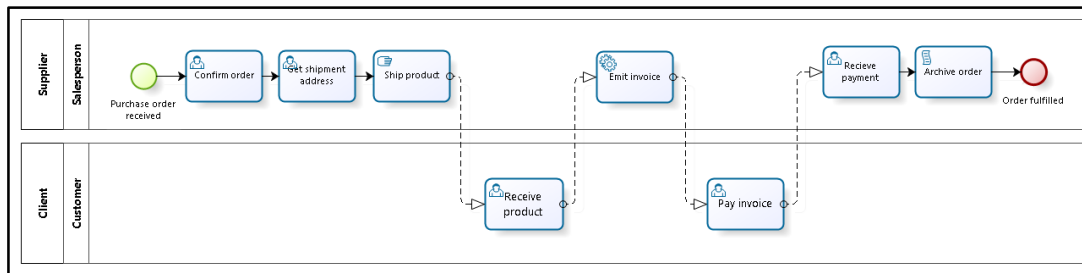 Supplier
Salesperson
Purchase order
received
Confirm order
Get shipment
address
Ship product
Emit invoice
Recieve
payment
Archive order
Order fulfilled
Client
Customer
Receive
product
Pay invoice